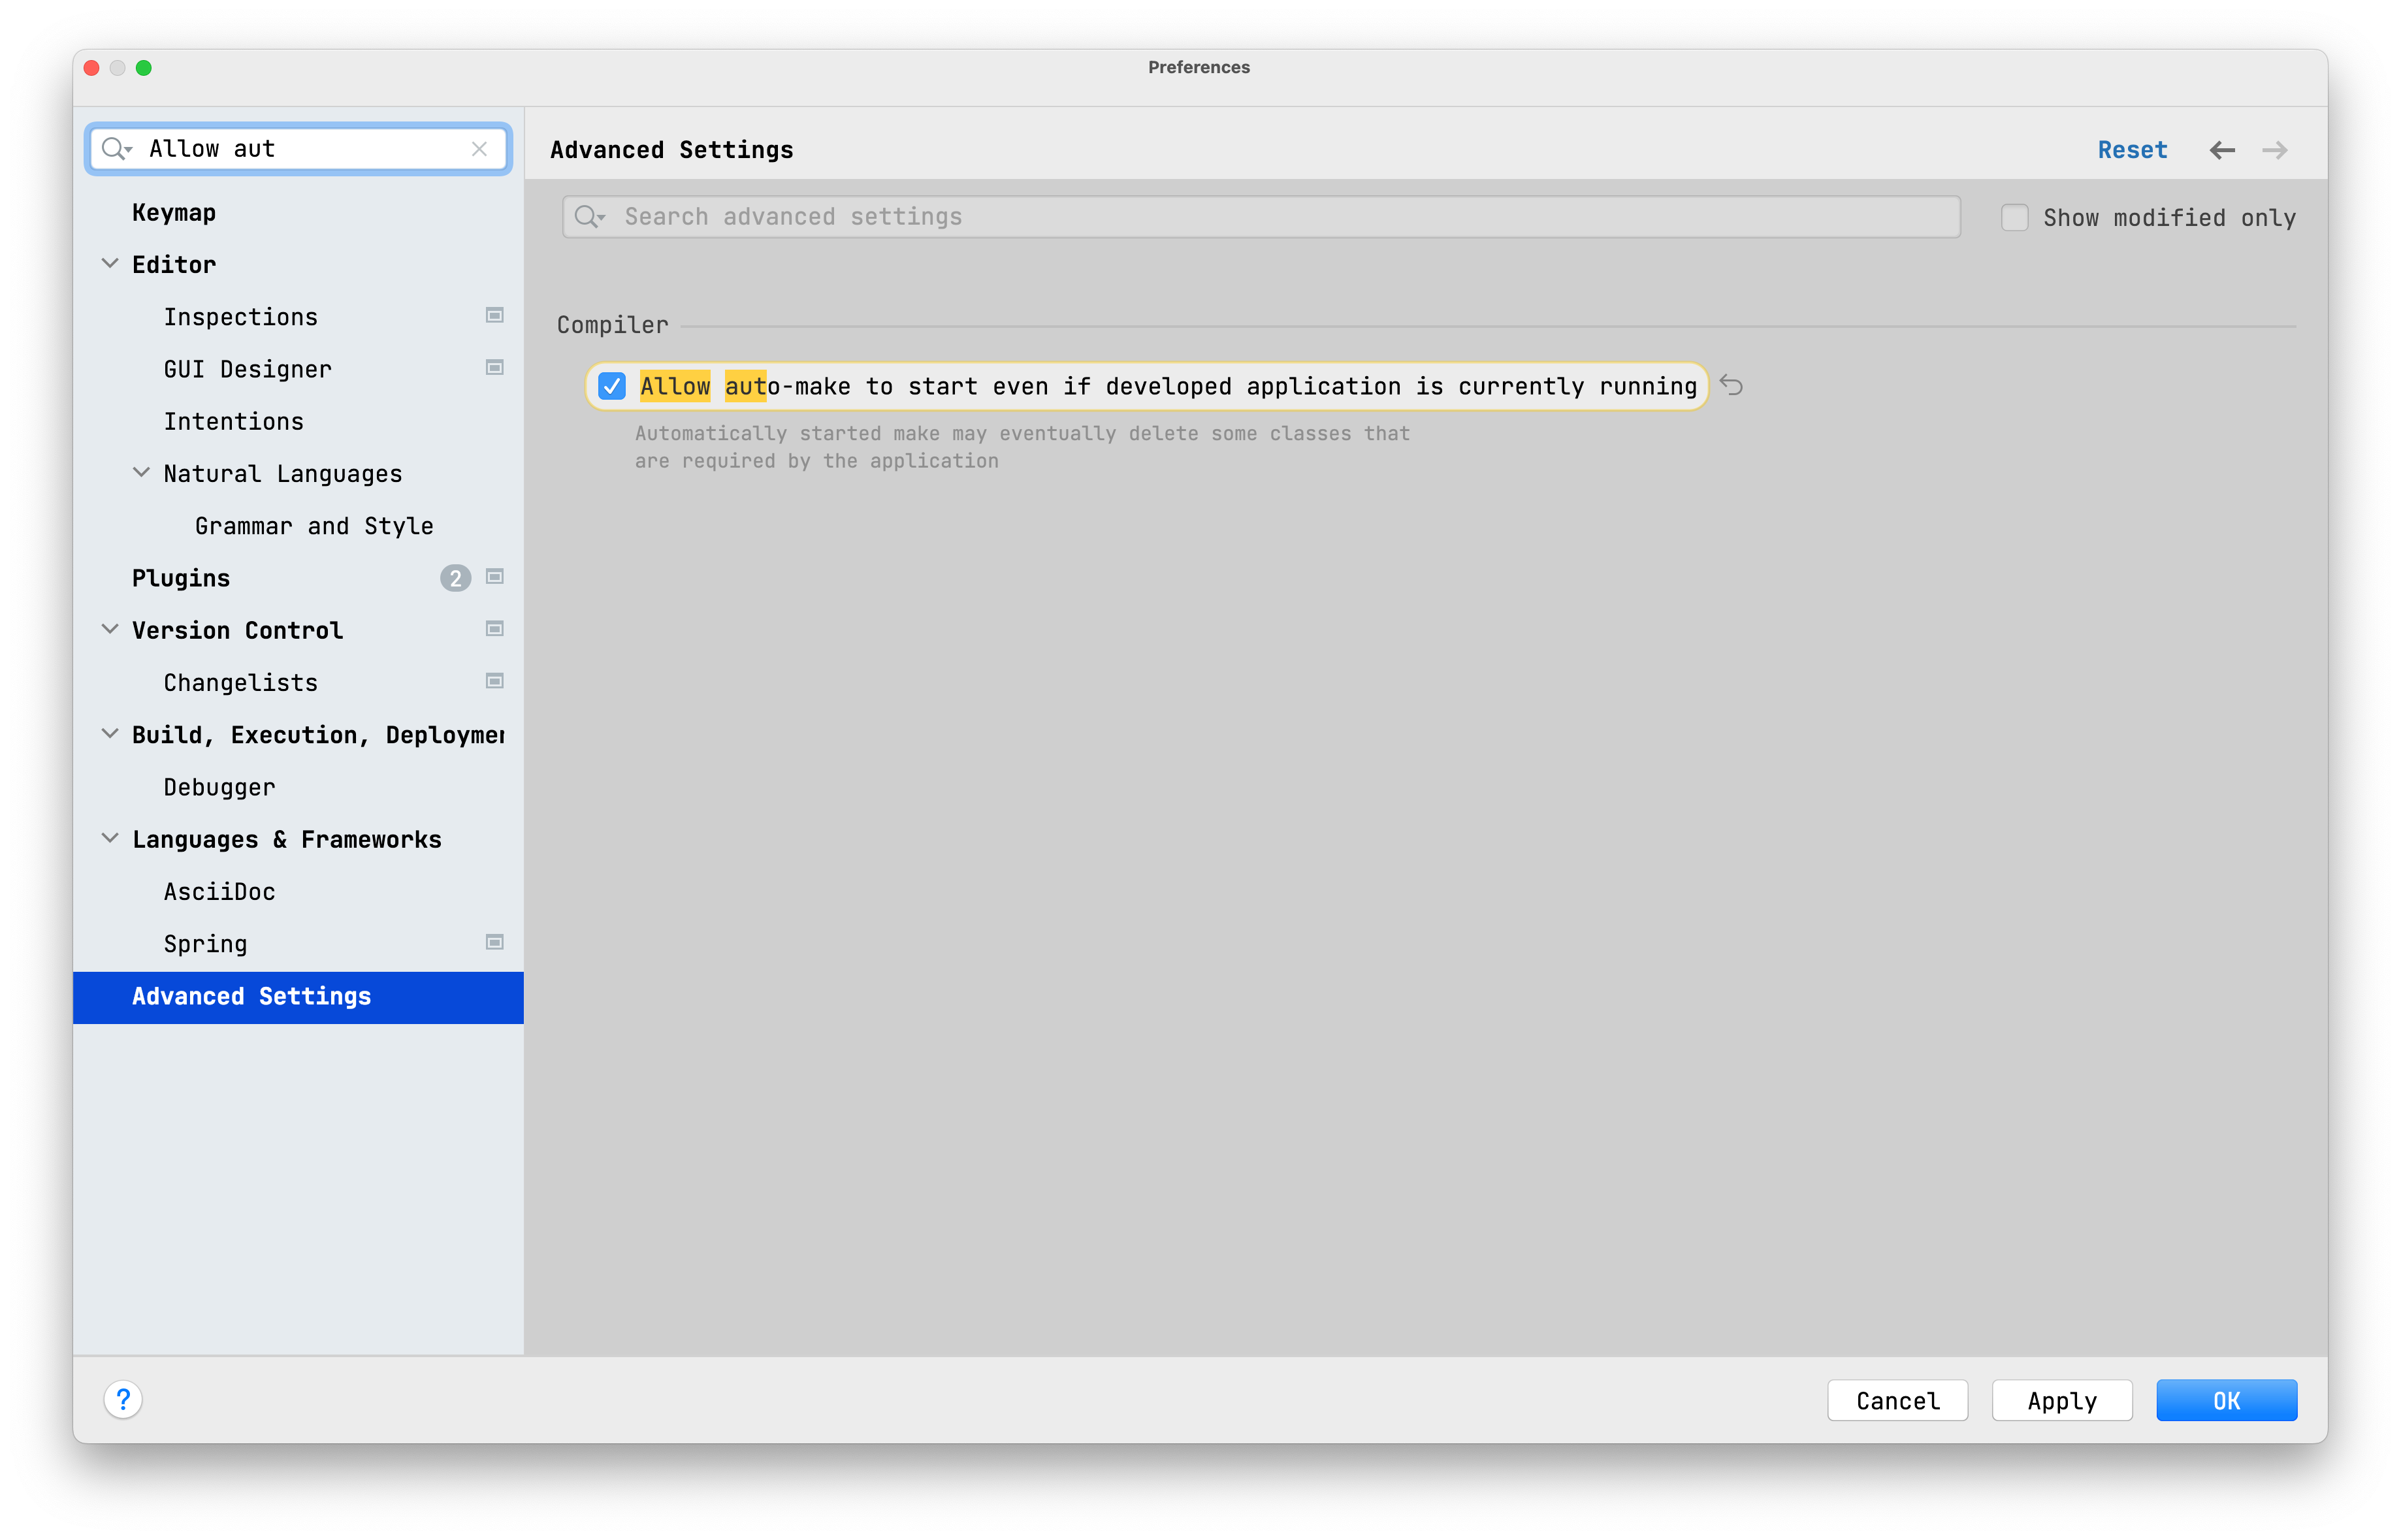 Preferences
Allow aut
Keymap
Editor
Inspections
GUI Designer
Intentions
Natural Languages
Grammar and Style
Plugins
2
Version Control
Changelists
Build, Execution, Deploymen
Debugger
Languages & Frameworks
AsciiDoc
Spring
Advanced Settings
Advanced Settings
Reset
Search advanced settings
Show modified only
Compiler
Allow auto-make to start even if developed application is currently running
Automatically started make may eventually delete some classes that
are required by the application
?
Cancel
Apply
OK